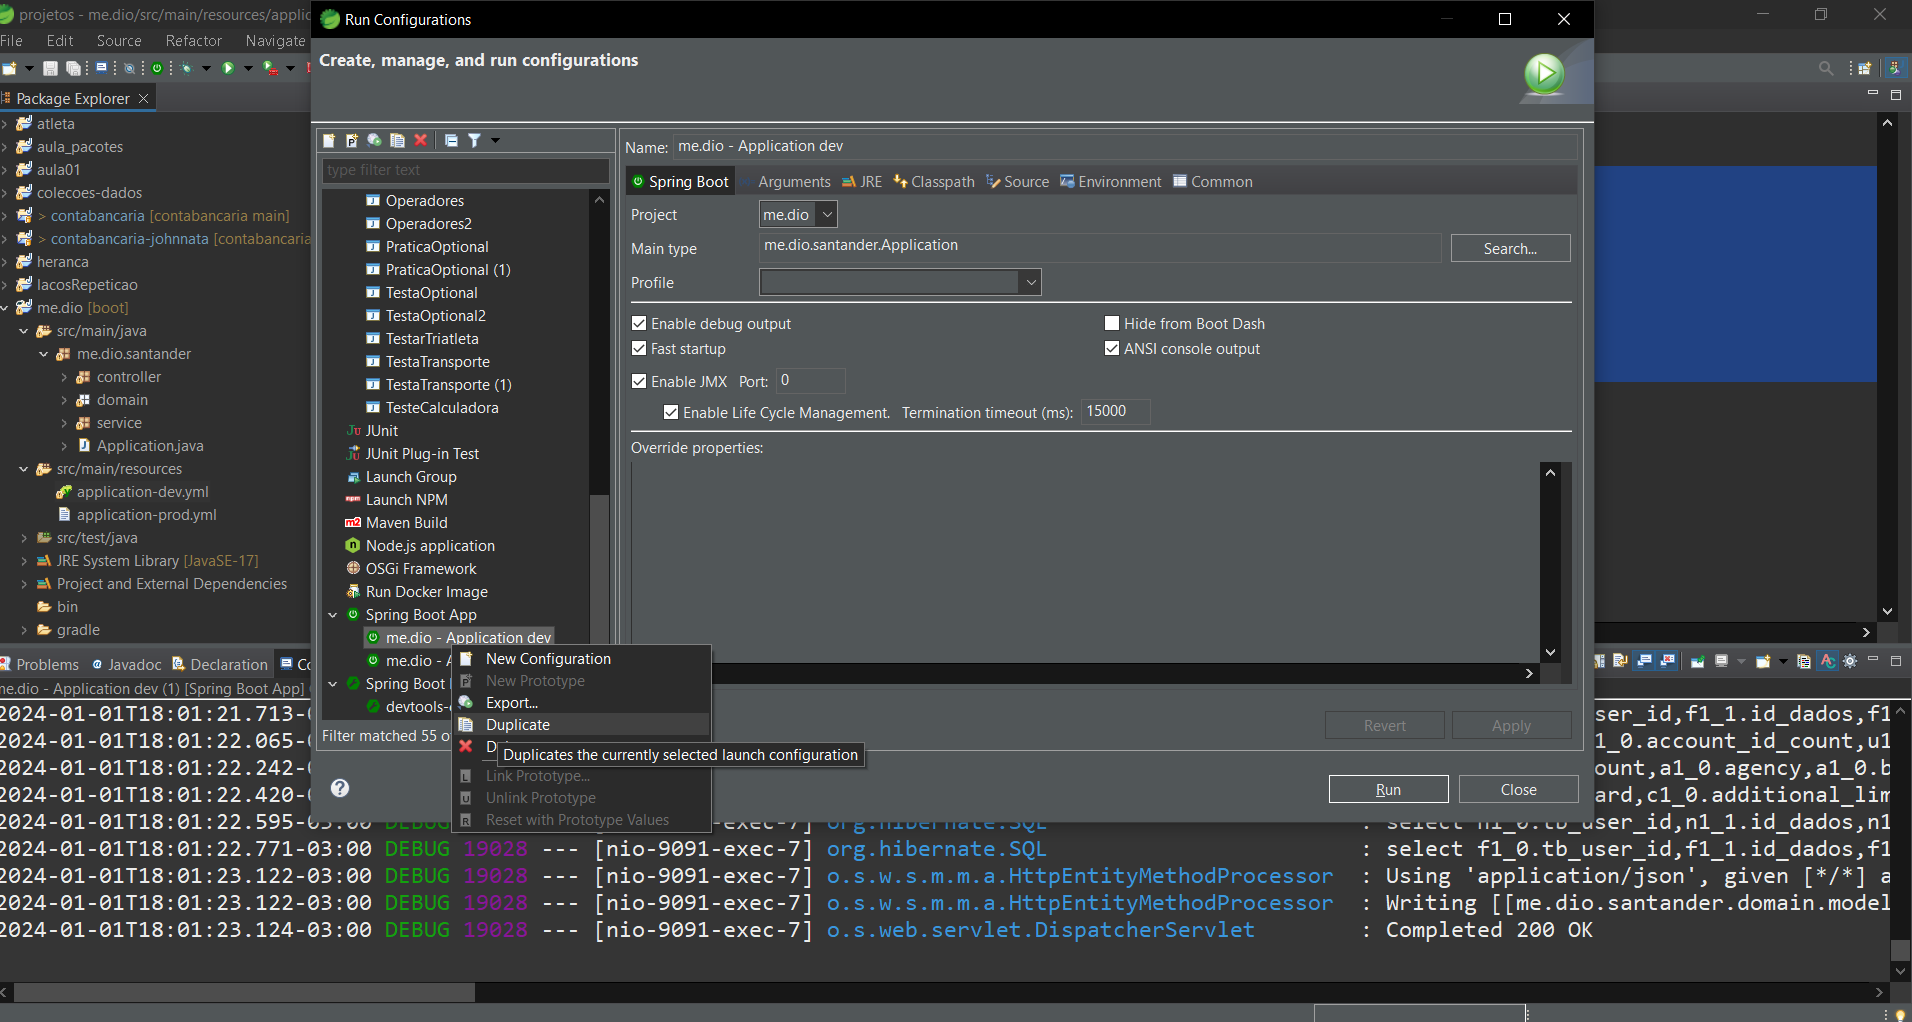 projetos - me.dio/src/main/resources/applic
File Edit Source Refactor Navigate
Package Explorer
atleta
aula_pacotes
aula01
colecoes-dados
> contabancaria [contabancaria main]
> contabancaria-johnnata [contabancaria
heranca
lacosRepeticao
me.dio [boot]
src/main/java
me.dio.santander
controller
domain
service
Application.java
src/main/resources
application-dev.yml
application-prod.yml
src/test/java
JRE System Library [JavaSE-17]
Project and External Dependencies
bin
gradle
Run Configurations
Create, manage, and run configurations
type filter text
Operadores
Operadores2
PraticaOptional
PraticaOptional (1)
TestaOptional
TestaOptional2
TestarTriatleta
TestaTransporte
TestaTransporte (1)
TesteCalculadora
JUnit
JUnit Plug-in Test
Launch Group
Launch NPM
Maven Build
Node.js application
OSGi Framework
Run Docker Image
Spring Boot App
me.dio - Application dev
me.dio - A
Spring Boot
devtools-
Filter matched 55 o
New Configuration
New Prototype
Export...
Duplicate
Duplicates the currently selected launch configuration
Link Prototype...
Unlink Prototype
Reset with Prototype Values
Name: me.dio - Application dev
Spring Boot Arguments JRE Classpath Source Environment Common
Project me.dio
Main type me.dio.santander.Application Search...
Profile
Enable debug output Hide from Boot Dash
Fast startup ANSI console output
Enable JMX Port: 0
Enable Life Cycle Management. Termination timeout (ms): 15000
Override properties:
Revert Apply
Run Close
Problems Javadoc Declaration Co
me.dio - Application dev (1) [Spring Boot App]
2024-01-01T18:01:21.713- ser_id,f1_1.id_dados,f1
2024-01-01T18:01:22.065- 1_0.account_id_count,u1
2024-01-01T18:01:22.242- ount,a1_0.agency,a1_0.b
2024-01-01T18:01:22.420- ard,c1_0.additional_lim
2024-01-01T18:01:22.595-03:00 DEBUG nio-9091-exec-7] org.hibernate.SQL : select n1_0.tb_user_id,n1_1.id_dados,n1
2024-01-01T18:01:22.771-03:00 DEBUG 19028 --- [nio-9091-exec-7] org.hibernate.SQL : select f1_0.tb_user_id,f1_1.id_dados,f1
2024-01-01T18:01:23.122-03:00 DEBUG 19028 --- [nio-9091-exec-7] o.s.w.s.m.m.a.HttpEntityMethodProcessor : Using 'application/json', given [*/*] a
2024-01-01T18:01:23.122-03:00 DEBUG 19028 --- [nio-9091-exec-7] o.s.w.s.m.m.a.HttpEntityMethodProcessor : Writing [[me.dio.santander.domain.model
2024-01-01T18:01:23.124-03:00 DEBUG 19028 --- [nio-9091-exec-7] o.s.web.servlet.DispatcherServlet : Completed 200 OK